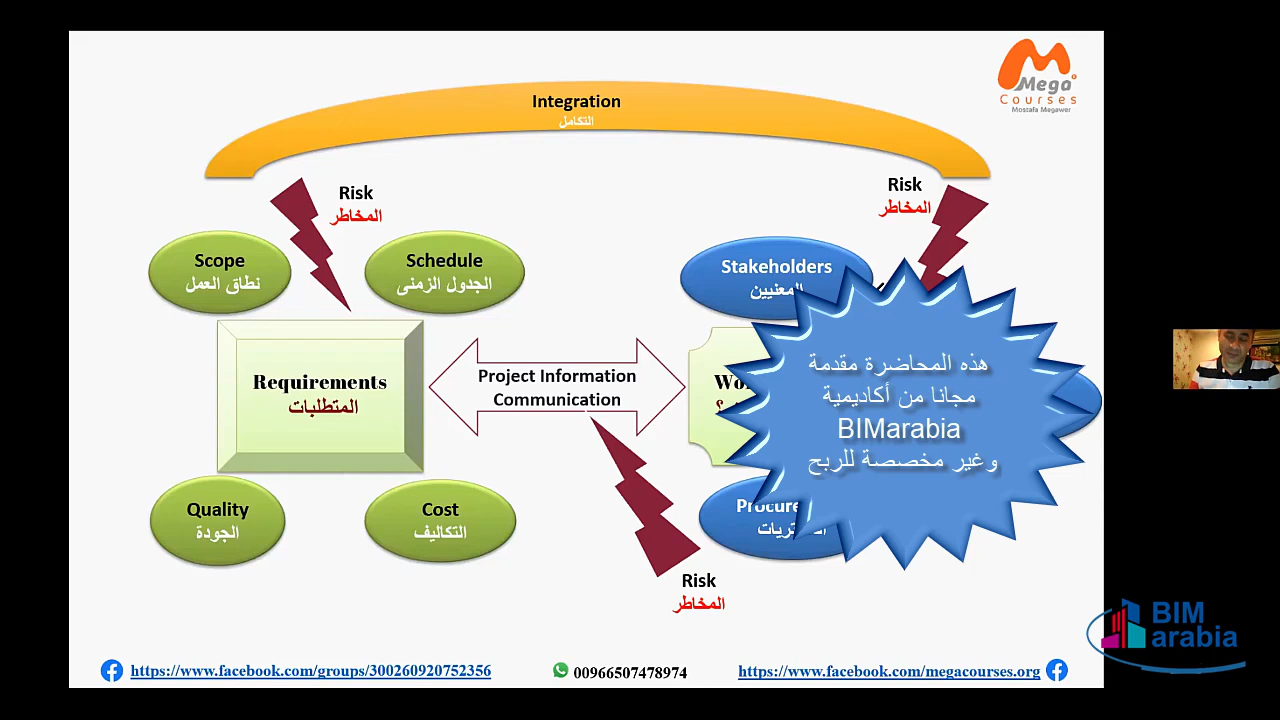 Mega
Courses
Mostafa Megawer
Integration
التكامل
Risk
المخاطر
Risk
المخاطر
Scope
نطاق العمل
Schedule
الجدول الزمنى
Stakeholders
المعنيين
Requirements
المتطلبات
Project Information
Communication
هذه المحاضرة مقدمة
مجانا من أكاديمية
BIMarabia
وغير مخصصة للربح
Quality
الجودة
Cost
التكاليف
Risk
المخاطر
BIM
arabia
https://www.facebook.com/groups/300260920752356
00966507478974
https://www.facebook.com/megacourses.org